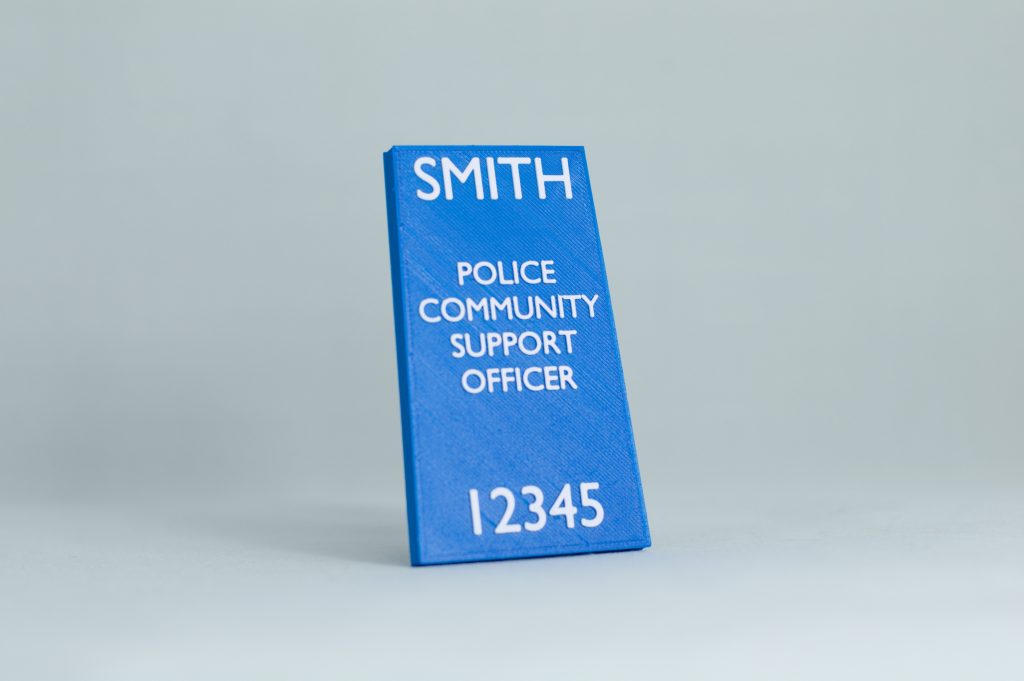 SMITH
POLICE
COMMUNITY
SUPPORT
OFFICER
12345